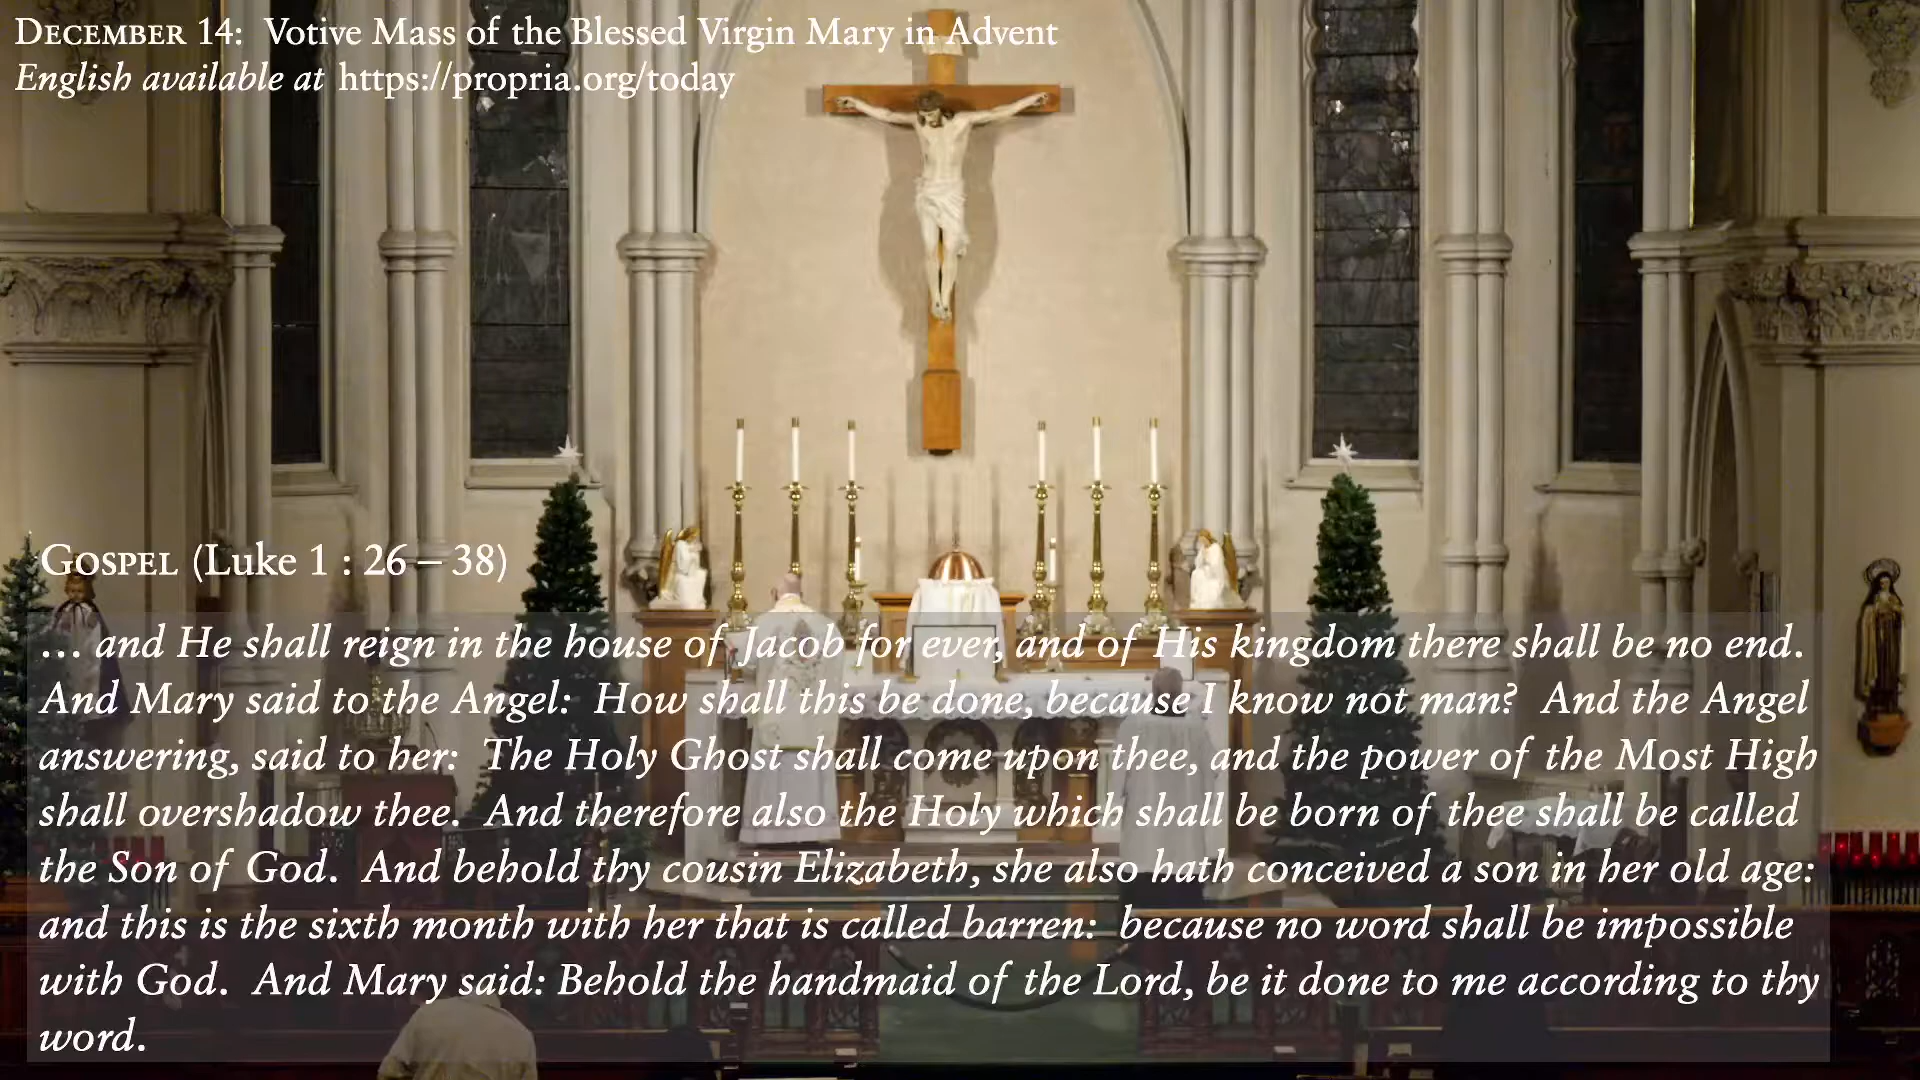 DECEMBER 14: Votive Mass of the Blessed Virgin Mary in Advent
English available at https://propria.org/today
GOSPEL (Luke 1 : 26 – 38)
... and He shall reign in the house of Jacob for ever, and of His kingdom there shall be no end.
And Mary said to the Angel: How shall this be done, because I know not man? And the Angel
answering, said to her: The Holy Ghost shall come upon thee, and the power of the Most High
shall overshadow thee. And therefore also the Holy which shall be born of thee shall be called
the Son of God. And behold thy cousin Elizabeth, she also hath conceived a son in her old age:
and this is the sixth month with her that is called barren: because no word shall be impossible
with God. And Mary said: Behold the handmaid of the Lord, be it done to me according to thy
word.